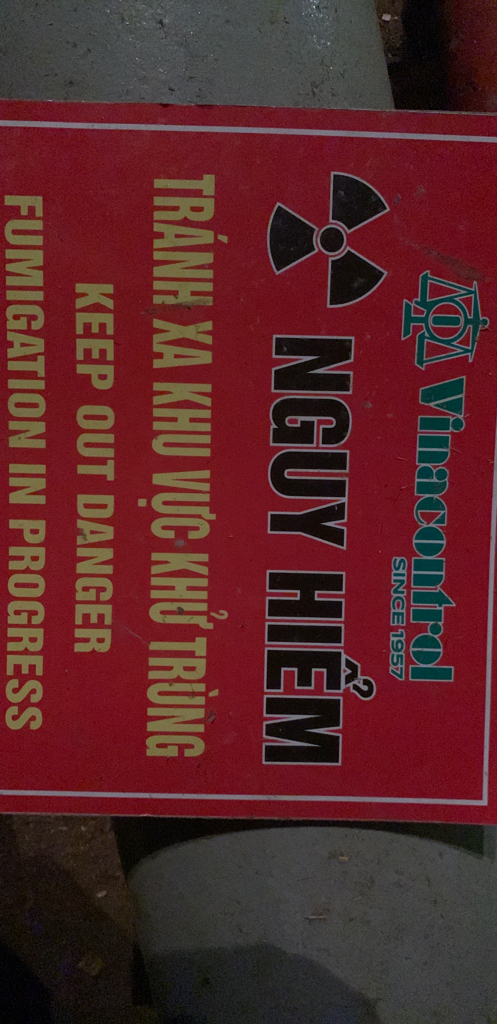 Vinacontrol
SINCE 1957
NGUY HIỂM
TRÁNH XA KHU VỰC KHỬ TRÙNG
KEEP OUT DANGER
FUMIGATION IN PROGRESS